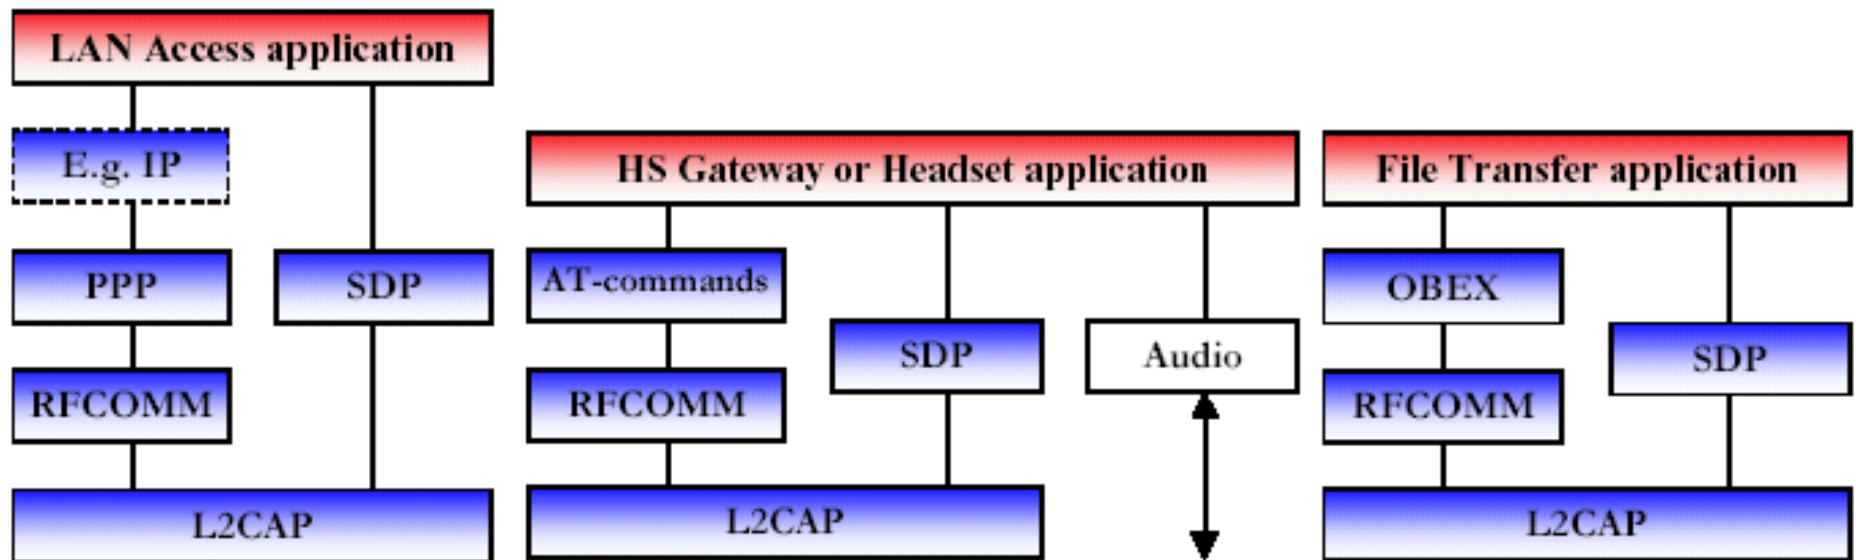 LAN Access application
E.g. IP
PPP
SDP
RFCOMM
L2CAP
HS Gateway or Headset application
AT-commands
SDP
Audio
RFCOMM
L2CAP
File Transfer application
OBEX
SDP
RFCOMM
L2CAP